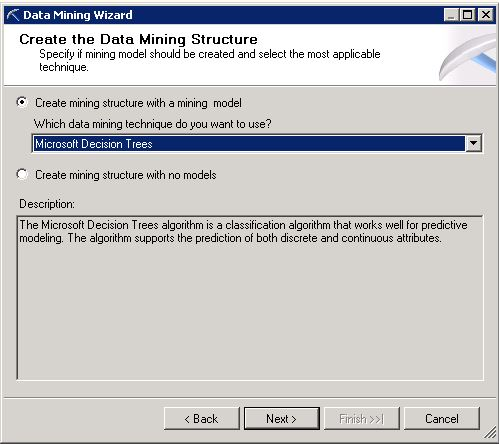 Data Mining Wizard
Create the Data Mining Structure
Specify if mining model should be created and select the most applicable
technique.
Create mining structure with a mining model
Which data mining technique do you want to use?
Microsoft Decision Trees
Create mining structure with no models
Description:
The Microsoft Decision Trees algorithm is a classification algorithm that works well for predictive
modeling. The algorithm supports the prediction of both discrete and continuous attributes.
< Back
Next >
Finish >>|
Cancel